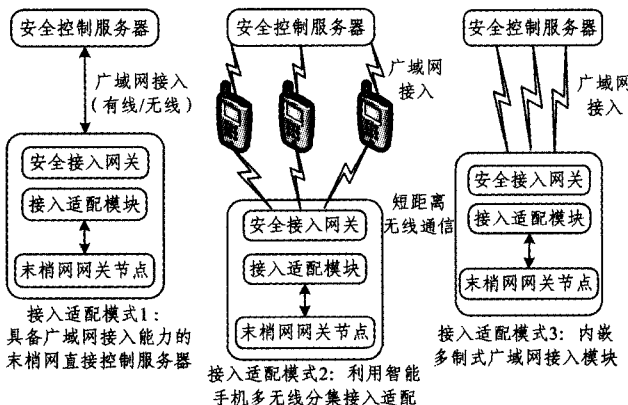 安全控制服务器
广域网接入
（有线/无线）
安全接入网关
接入适配模块
末梢网网关节点
接入适配模式1：
具备广域网接入能力的
末梢网直接控制服务器
安全控制服务器
广域网
接入
短距离
无线通信
安全接入网关
接入适配模块
末梢网网关节点
接入适配模式2：利用智能
手机多无线分集接入适配
安全控制服务器
广域网
接入
安全接入网关
接入适配模块
末梢网网关节点
接入适配模式3：内嵌
多制式广域网接入模块